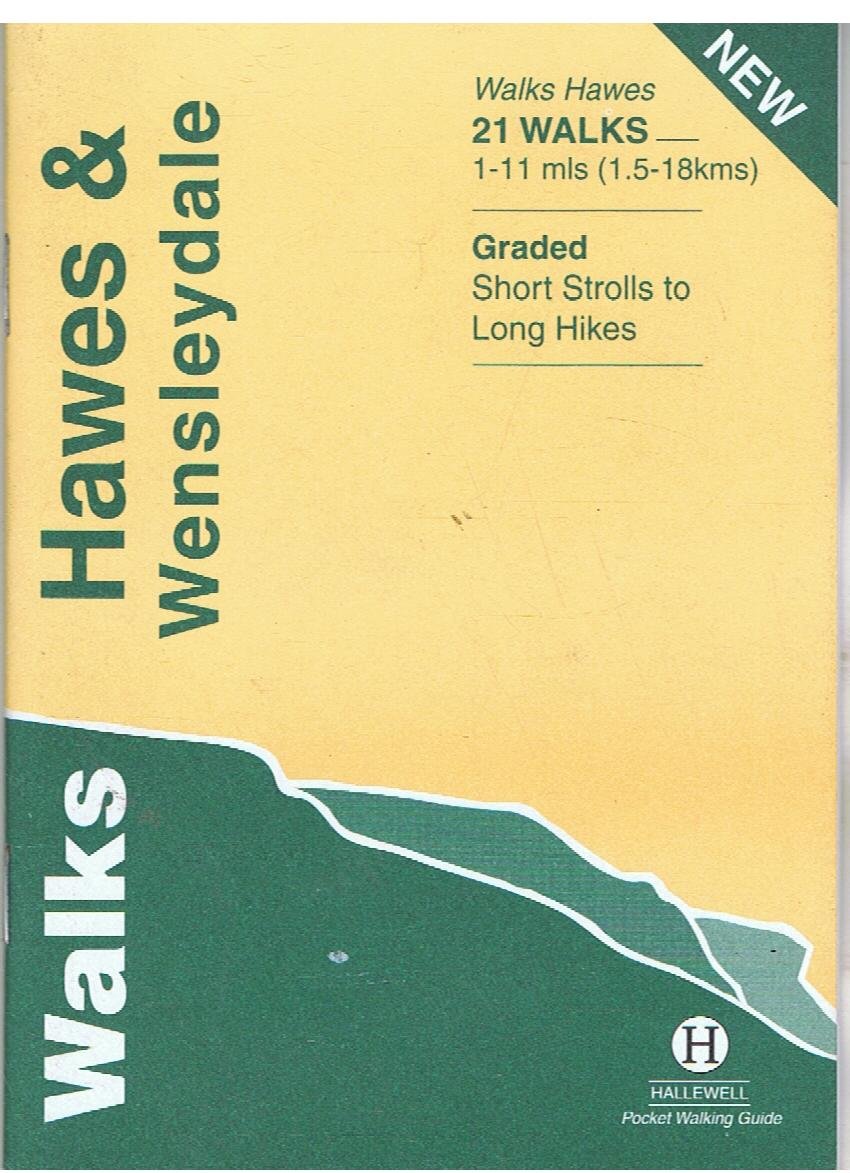 Walks Hawes &
Wensleydale
NEW
Walks Hawes
21 WALKS
1-11 mls (1.5-18kms)
Graded
Short Strolls to
Long Hikes
H
HALLEWELL
Pocket Walking Guide